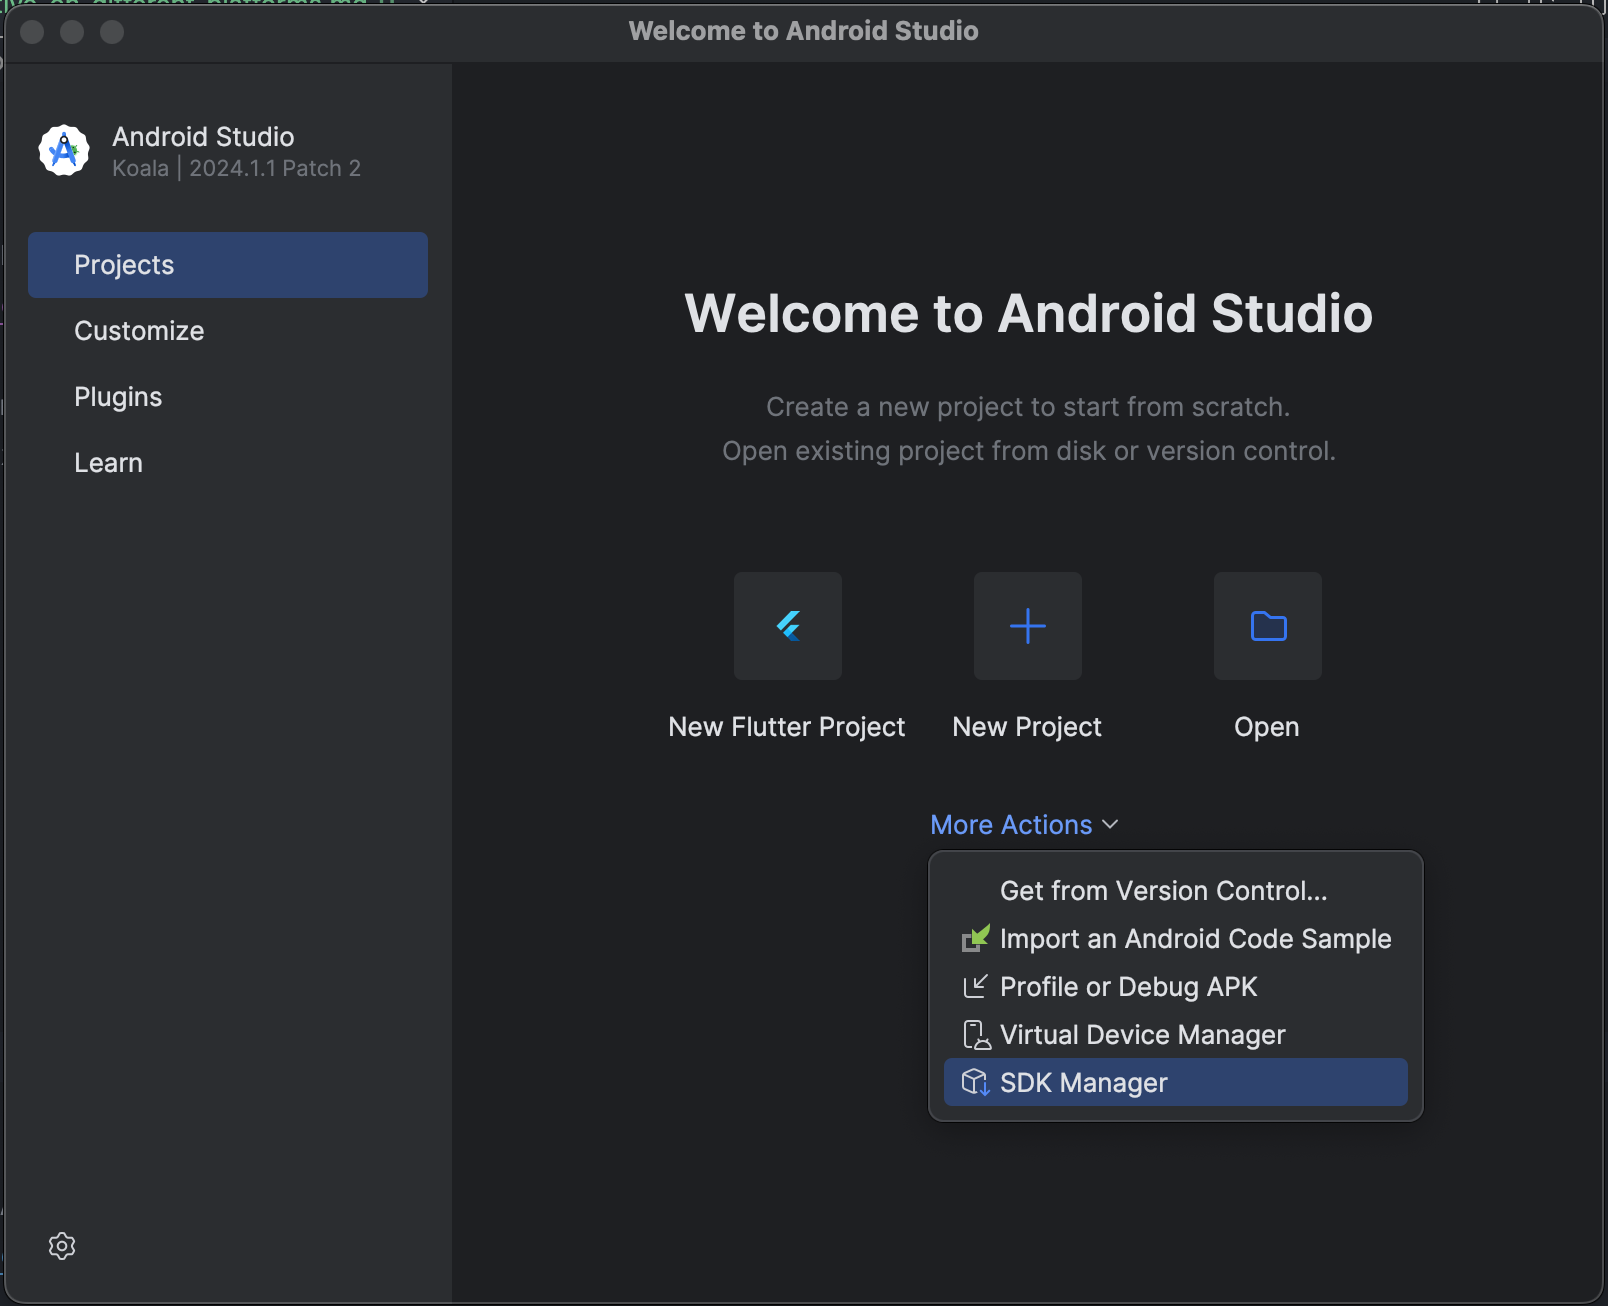 Welcome to Android Studio
Android Studio
Koala | 2024.1.1 Patch 2
Projects
Customize
Plugins
Learn
Welcome to Android Studio
Create a new project to start from scratch.
Open existing project from disk or version control.
New Flutter Project
New Project
Open
More Actions
Get from Version Control...
Import an Android Code Sample
Profile or Debug APK
Virtual Device Manager
SDK Manager